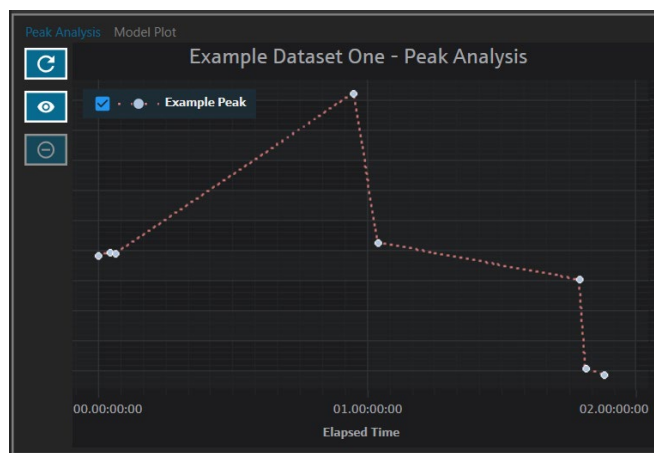 Peak Analysis Model Plot
Example Dataset One - Peak Analysis
Example Peak
00.00:00:00 01.00:00:00 02.00:00:00
Elapsed Time